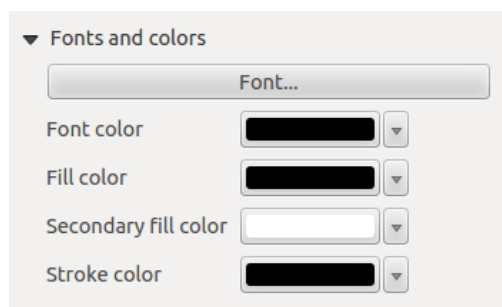 Fonts and colors
Font...
Font color
Fill color
Secondary fill color
Stroke color